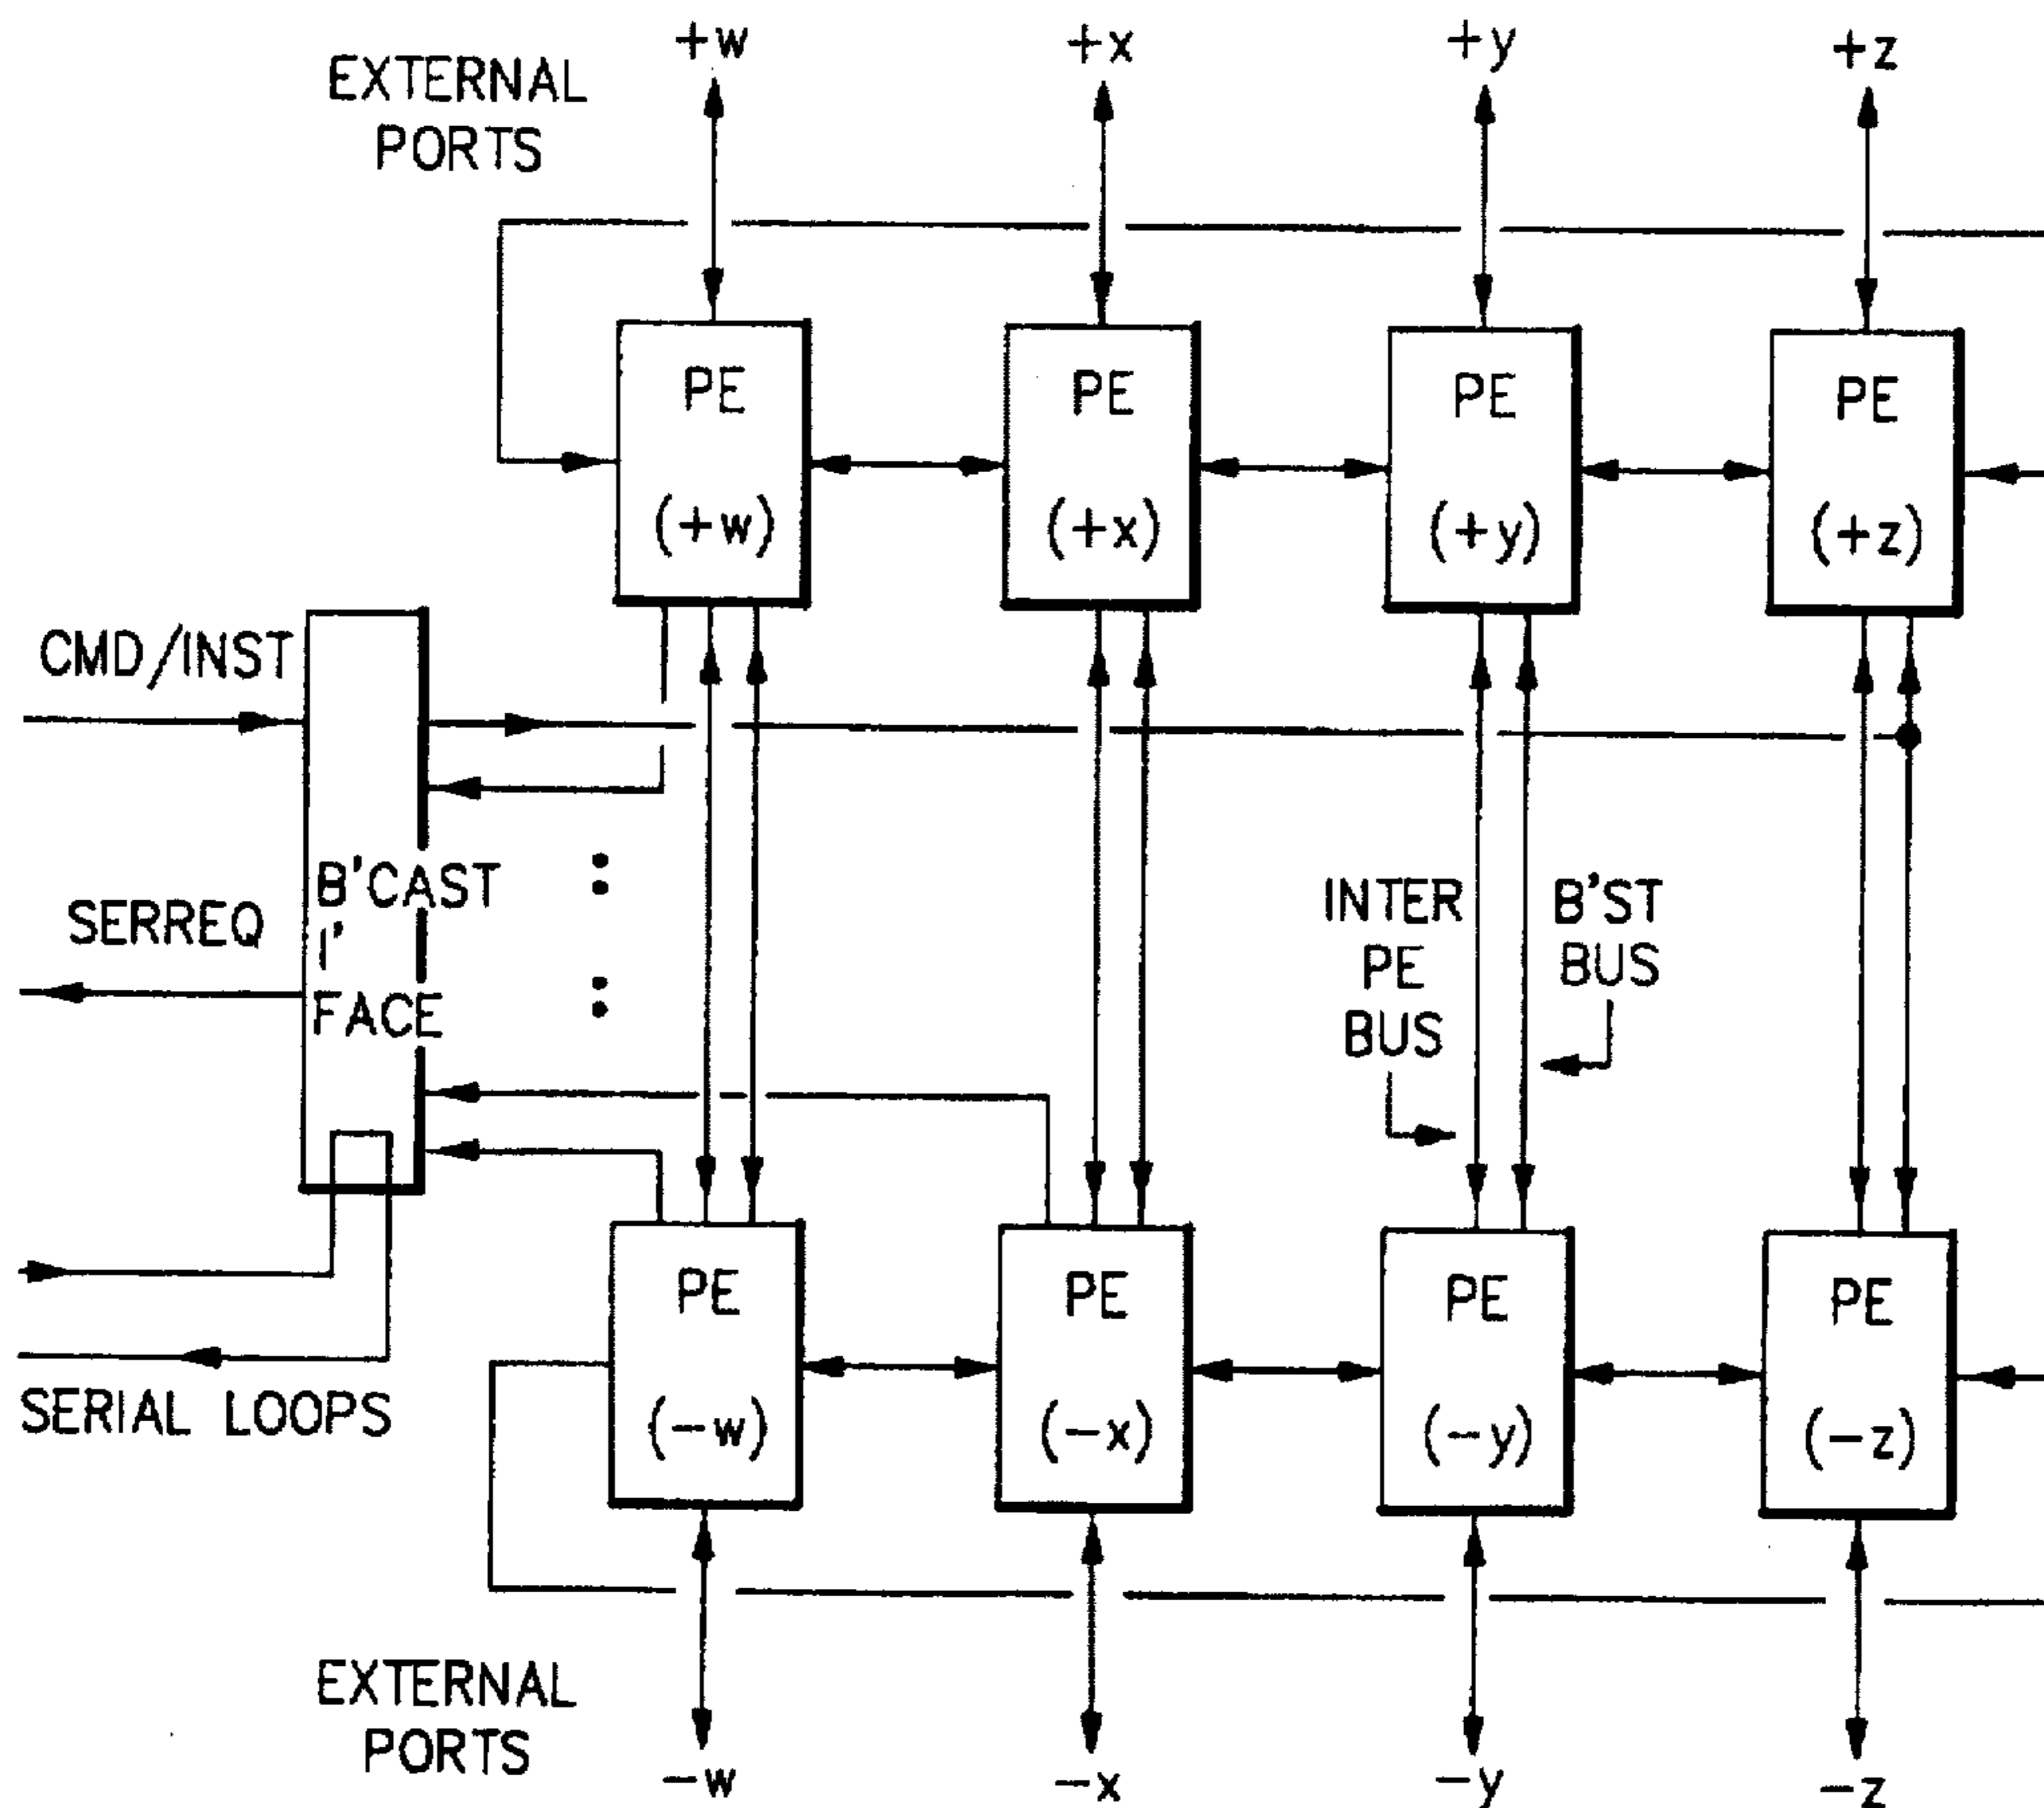 EXTERNAL
PORTS
+w
+x
+y
+z
PE
(+w)
PE
(+x)
PE
(+y)
PE
(+z)
CMD/INST
SERREQ
B'CAST
I'
FACE
INTER
PE
BUS
B'ST
BUS
SERIAL LOOPS
PE
(−w)
PE
(−x)
PE
(−y)
PE
(−z)
EXTERNAL
PORTS
−w
−x
−y
−z